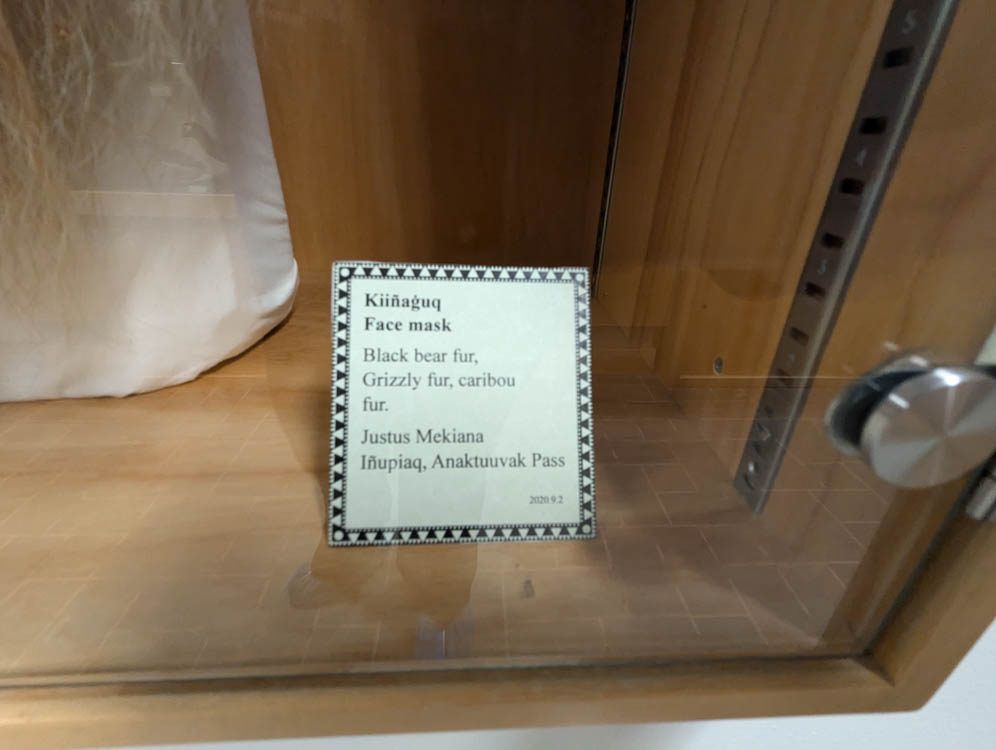 Kiiñaġuq
Face mask
Black bear fur,
Grizzly fur, caribou
fur.
Justus Mekiana
Iñupiaq, Anaktuuvak Pass
2020 9.2